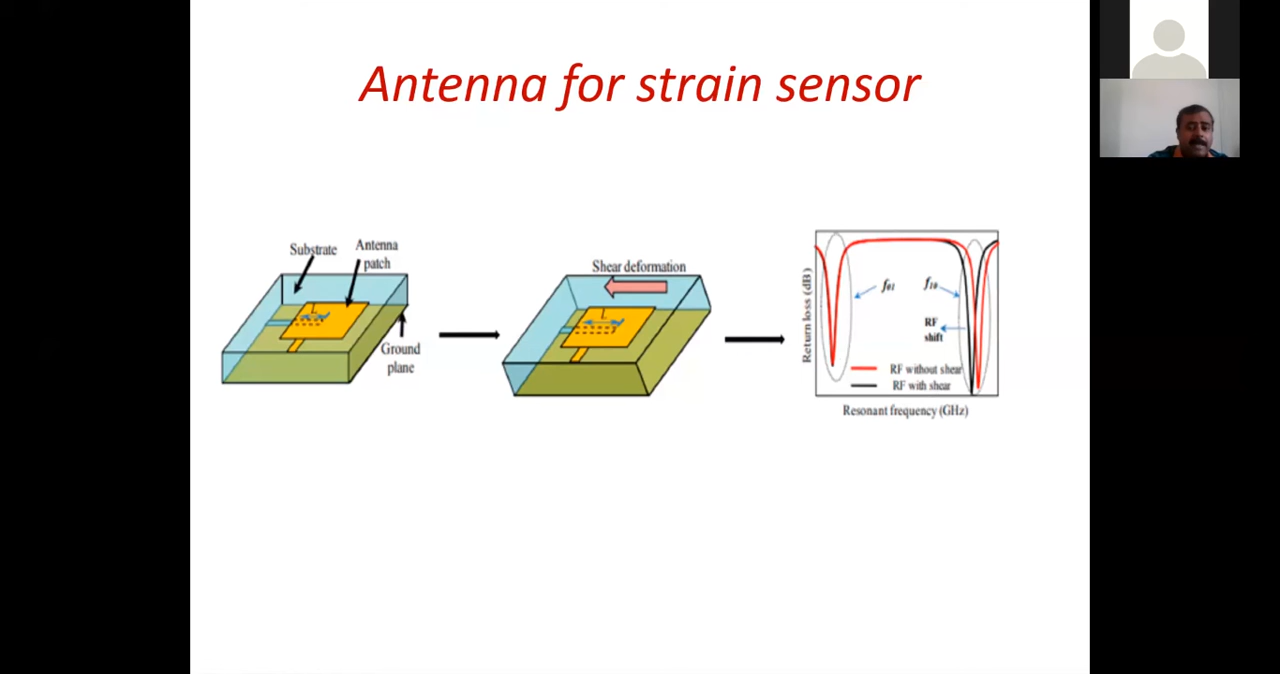 Antenna for strain sensor
Substrate
Antenna
patch
L
Ground
plane
Shear deformation
L
Return loss (dB)
f01
f10
RF
shift
RF without shear
RF with shear
Resonant frequency (GHz)